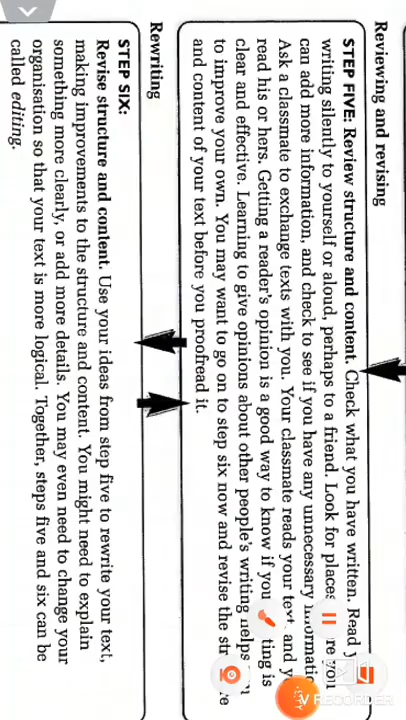 Reviewing and revising
STEP FIVE: Review structure and content. Check what you have written. Read
writing silently to yourself or aloud, perhaps to a friend. Look for places you
can add more information, and check to see if you have any unnecessary
Ask a classmate to exchange texts with you. Your classmate reads your text and
read his or hers. Getting a reader's opinion is a good way to know if is
clear and effective. Learning to give opinions about other people's writing
to improve your own. You may want to go on to step six now and revise the
and content of your text before you proofread it.
Rewriting
STEP SIX:
Revise structure and content. Use your ideas from step five to rewrite your text,
making improvements to the structure and content. You might need to explain
something more clearly, or add more details. You may even need to change your
organisation so that your text is more logical. Together, steps five and six can be
called editing.
V RECORDER